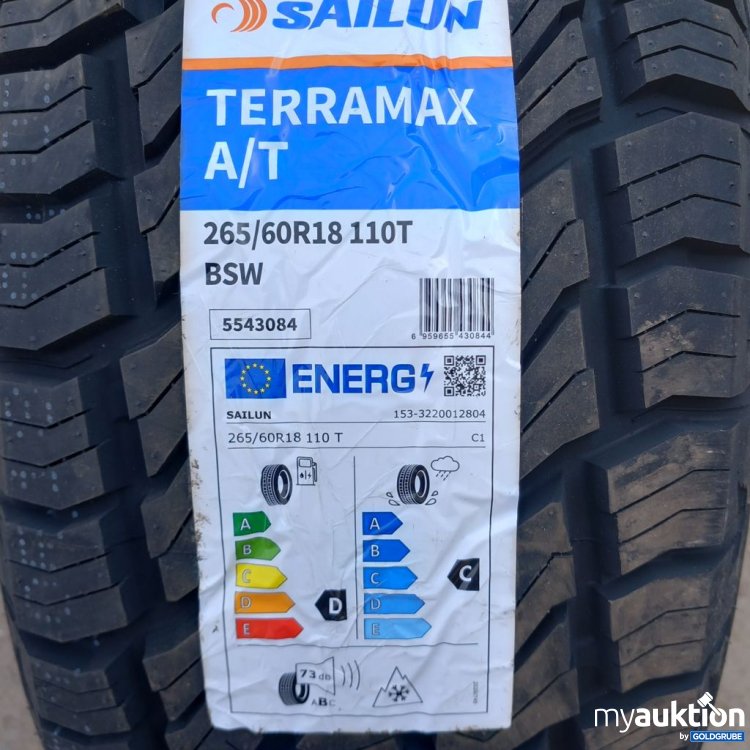 SAILUN
TERRAMAX
A/T
265/60R18 110T
BSW
5543084
6 959655 430844
ENERG
SAILUN 153-3220012804
265/60R18 110 T C1
A A
B B
C C C
D D D
E E
73 dB
ABC
myauktion
by GOLDGRUBE